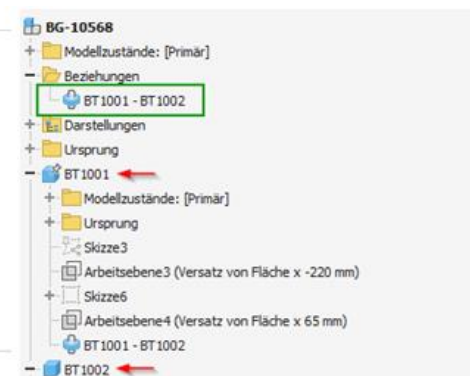 BG-10568
Modellzustände: [Primär]
Beziehungen
BT1001 - BT1002
Darstellungen
Ursprung
BT1001
Modellzustände: [Primär]
Ursprung
Skizze3
Arbeitsebene3 (Versatz von Fläche x -220 mm)
Skizze6
Arbeitsebene4 (Versatz von Fläche x 65 mm)
BT1001 - BT1002
BT1002